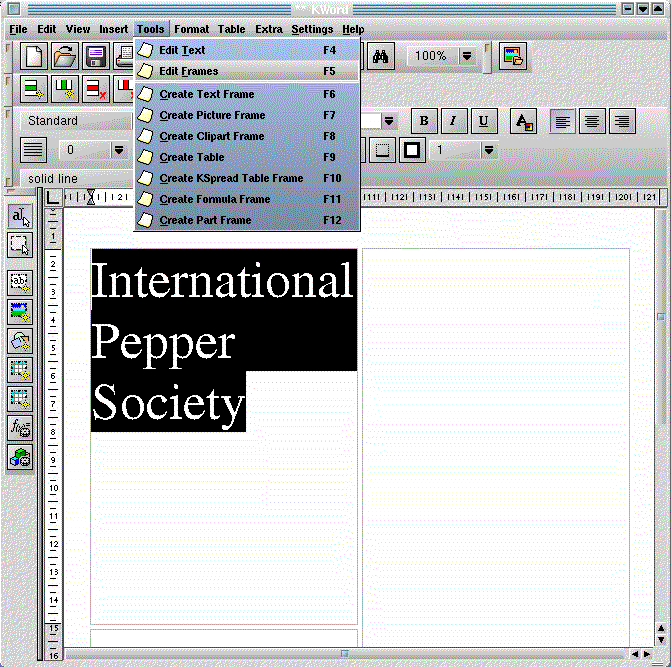 ** KWord
File Edit View Insert Tools Format Table Extra Settings Help
Edit Text F4
Edit Frames F5
Create Text Frame F6
Create Picture Frame F7
Create Clipart Frame F8
Create Table F9
Create KSpread Table Frame F10
Create Formula Frame F11
Create Part Frame F12
100%
Standard
B I U A
0
1
solid line
International
Pepper
Society
1
2
3
4
5
6
7
8
9
10
11
12
13
14
15
16